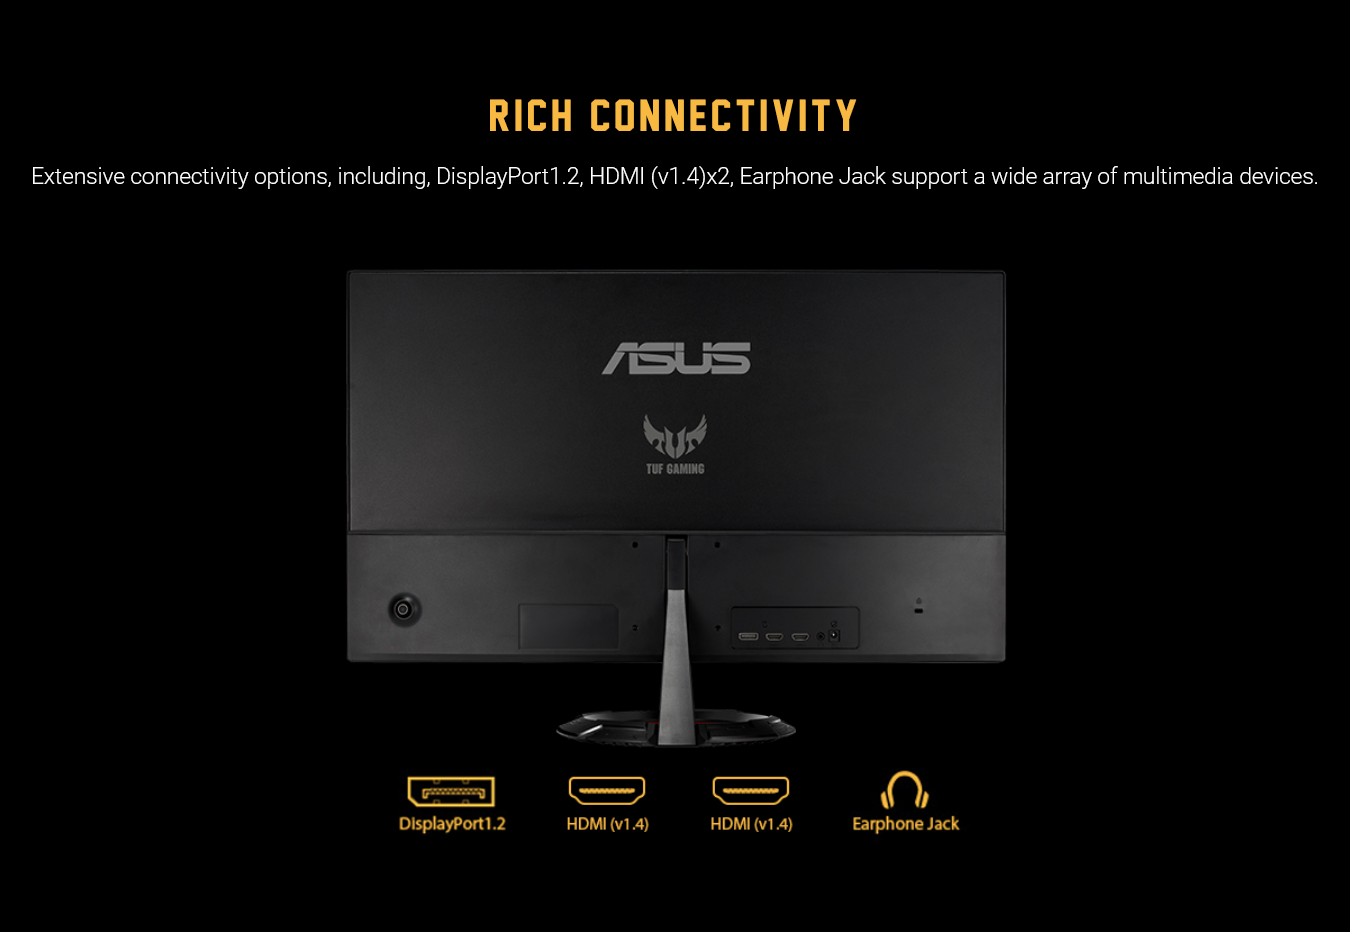 RICH CONNECTIVITY
Extensive connectivity options, including, DisplayPort1.2, HDMI (v1.4)x2, Earphone Jack support a wide array of multimedia devices.
ASUS
TUF GAMING
DisplayPort1.2
HDMI (v1.4)
HDMI (v1.4)
Earphone Jack